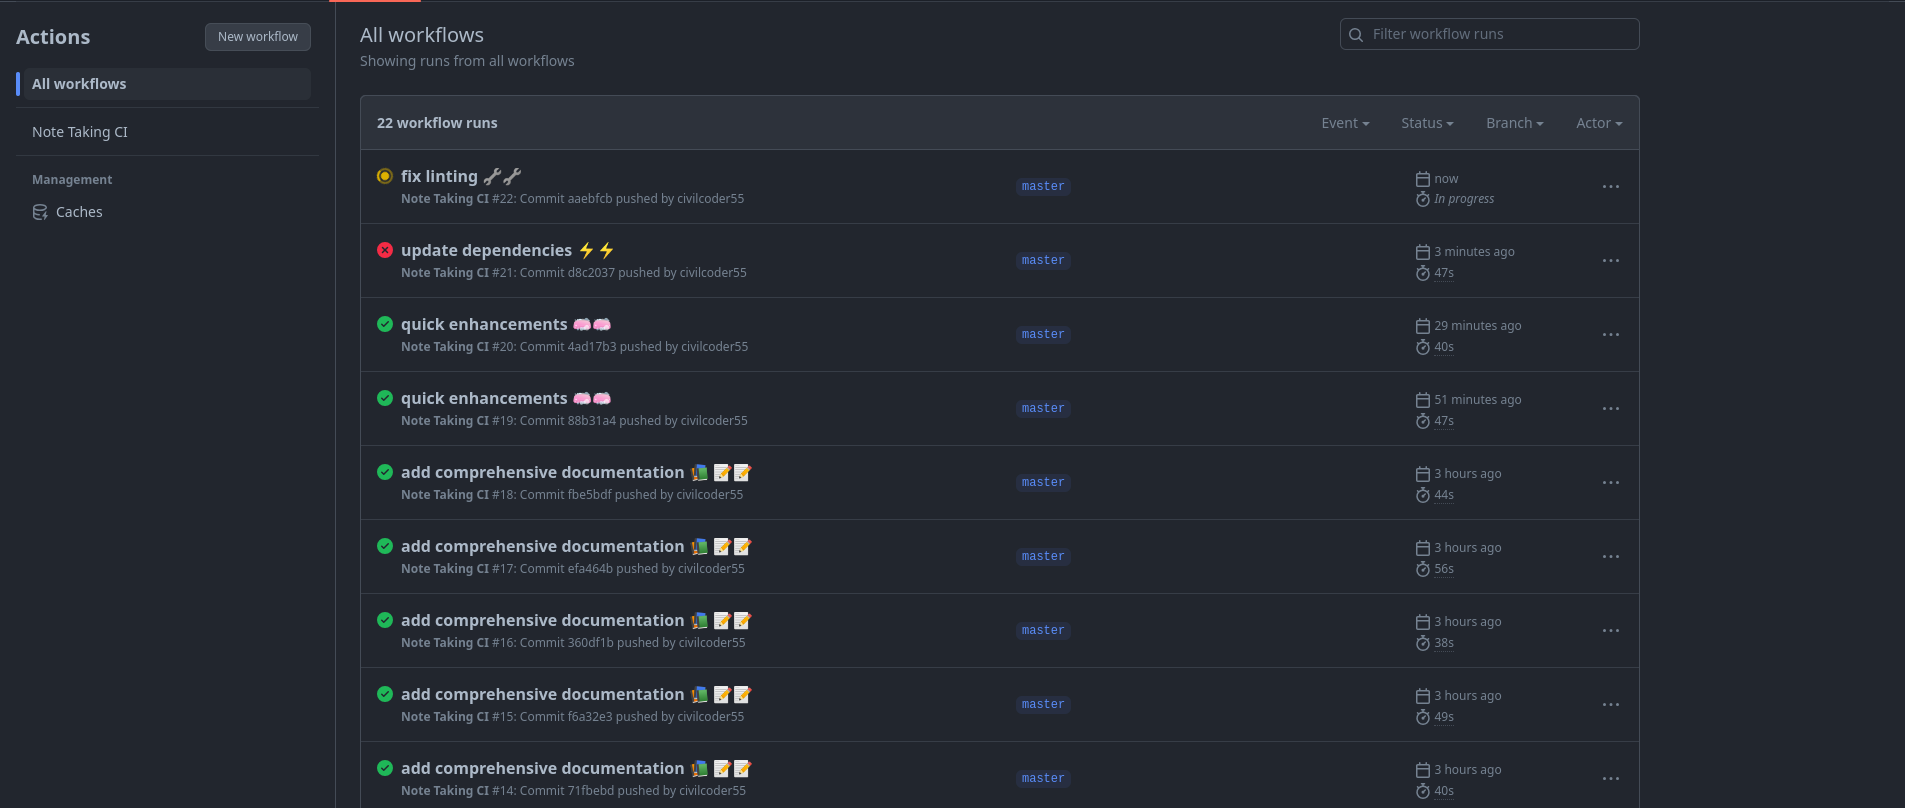 Actions
New workflow
All workflows
Note Taking CI
Management
Caches
All workflows
Showing runs from all workflows
Filter workflow runs
22 workflow runs
Event
Status
Branch
Actor
fix linting 🔧🔧
Note Taking CI #22: Commit aaebfcb pushed by civilcoder55
master
now
In progress
update dependencies ⚡⚡
Note Taking CI #21: Commit d8c2037 pushed by civilcoder55
master
3 minutes ago
47s
quick enhancements 🧠🧠
Note Taking CI #20: Commit 4ad17b3 pushed by civilcoder55
master
29 minutes ago
40s
quick enhancements 🧠🧠
Note Taking CI #19: Commit 88b31a4 pushed by civilcoder55
master
51 minutes ago
47s
add comprehensive documentation 📚 📝📝
Note Taking CI #18: Commit fbe5bdf pushed by civilcoder55
master
3 hours ago
44s
add comprehensive documentation 📚 📝📝
Note Taking CI #17: Commit efa464b pushed by civilcoder55
master
3 hours ago
56s
add comprehensive documentation 📚 📝📝
Note Taking CI #16: Commit 360df1b pushed by civilcoder55
master
3 hours ago
38s
add comprehensive documentation 📚 📝📝
Note Taking CI #15: Commit f6a32e3 pushed by civilcoder55
master
3 hours ago
49s
add comprehensive documentation 📚 📝📝
Note Taking CI #14: Commit 71fbebd pushed by civilcoder55
master
3 hours ago
40s